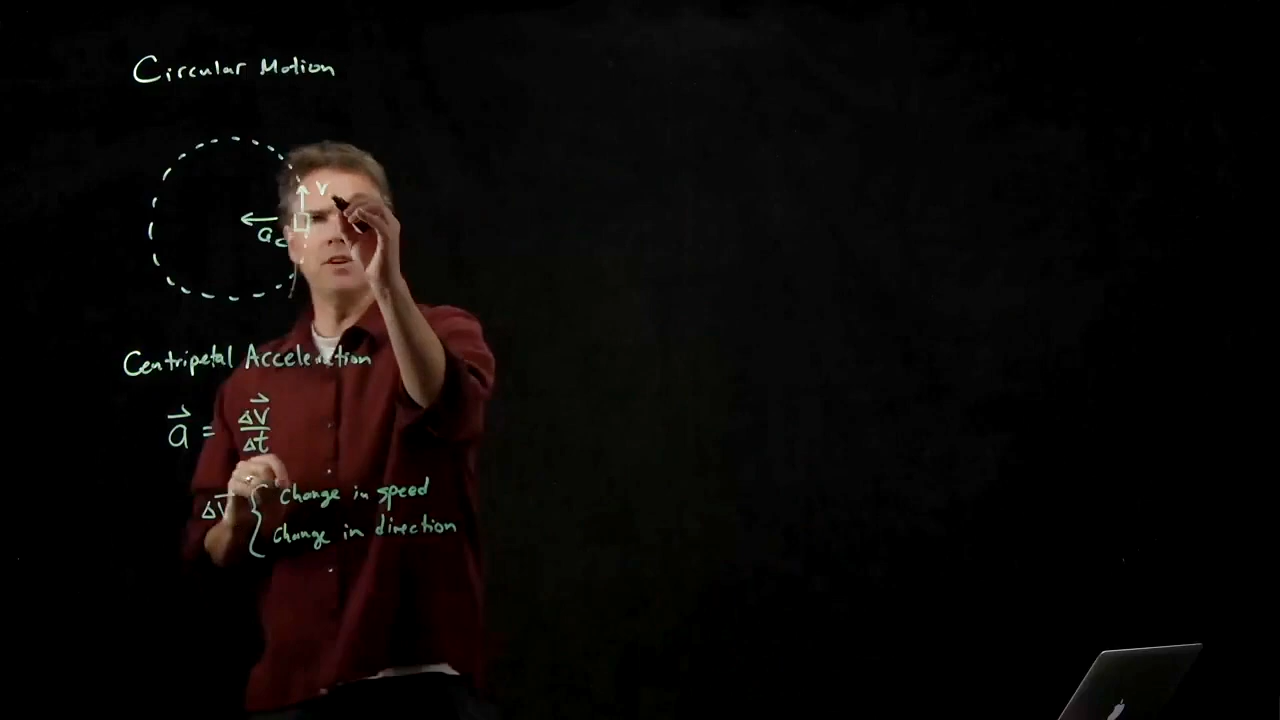 Circular Motion
v
a c
Centripetal Acceleration
a⃗ = Δv⃗
Δt
Δv⃗ { change in speed
change in direction